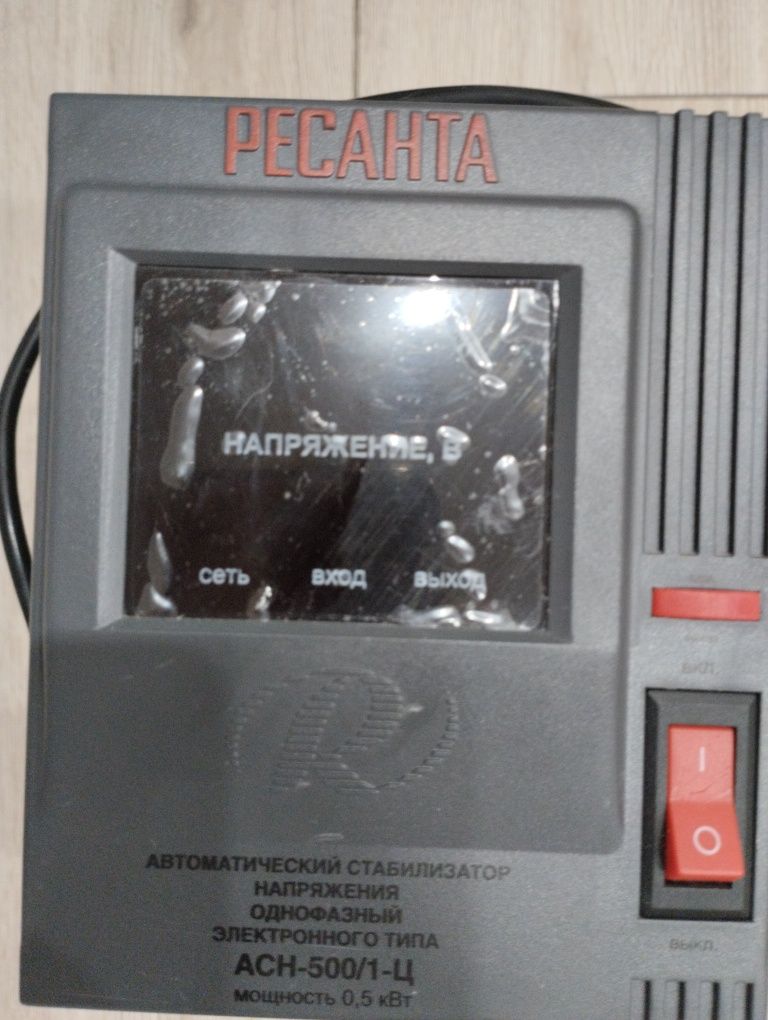 РЕСАНТА
НАПРЯЖЕНИЕ, В
сеть вход выход
ВКЛ.
I
O
ВЫКЛ.
АВТОМАТИЧЕСКИЙ СТАБИЛИЗАТОР
НАПРЯЖЕНИЯ
ОДНОФАЗНЫЙ
ЭЛЕКТРОННОГО ТИПА
АСН-500/1-Ц
мощность 0,5 кВт